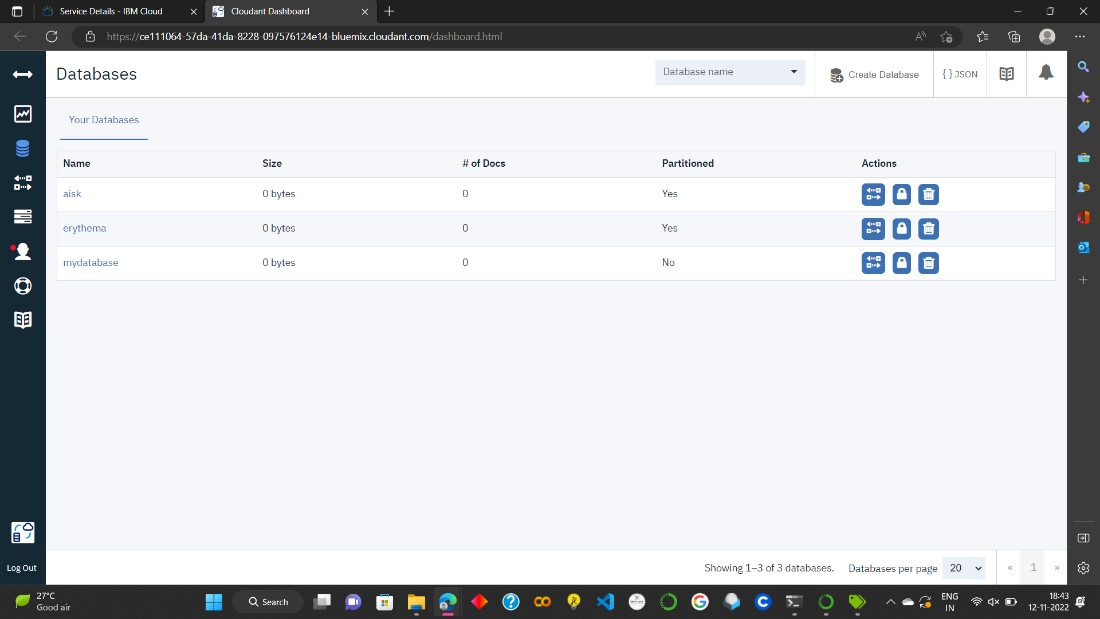 Service Details - IBM Cloud
Cloudant Dashboard
https://ce111064-57da-41da-8228-097576124e14-bluemix.cloudant.com/dashboard.html
Databases
Database name
Create Database
{ } JSON
Your Databases
Name Size # of Docs Partitioned Actions
aisk 0 bytes 0 Yes
erythema 0 bytes 0 Yes
mydatabase 0 bytes 0 No
Log Out
Showing 1–3 of 3 databases.
Databases per page 20
« 1 »
27°C
Good air
Search
ENG
IN
18:43
12-11-2022